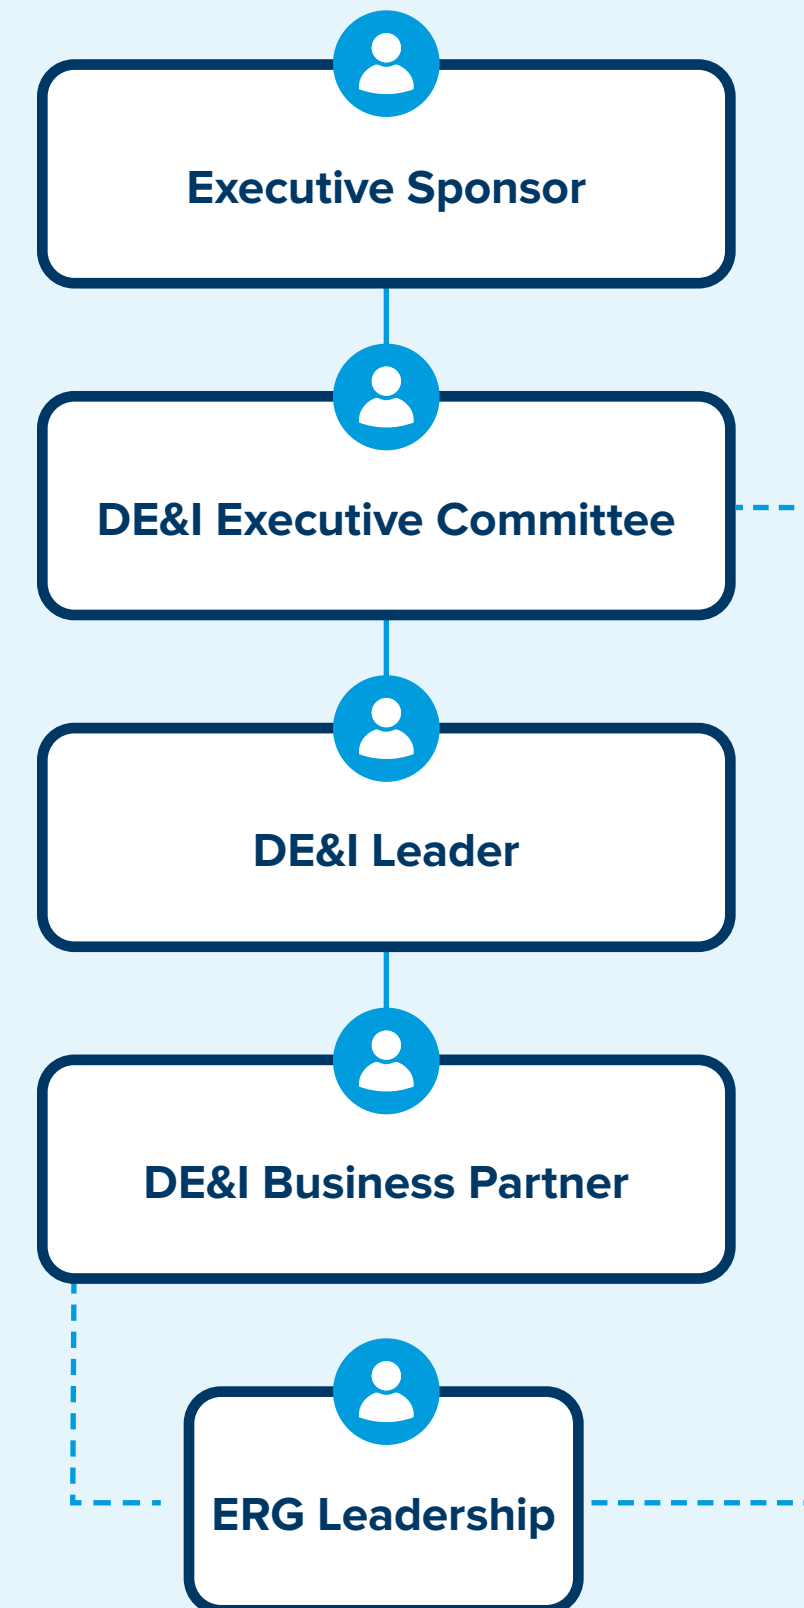 Executive Sponsor
DE&I Executive Committee
DE&I Leader
DE&I Business Partner
ERG Leadership